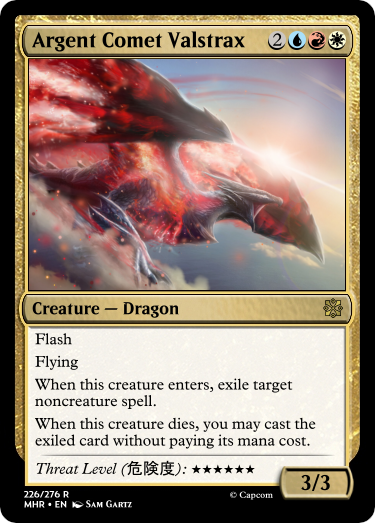 Argent Comet Valstrax 2
Creature — Dragon
Flash
Flying
When this creature enters, exile target
noncreature spell.
When this creature dies, you may cast the
exiled card without paying its mana cost.
Threat Level (危険度): ★★★★★★
3/3
226/276 R
MHR • EN Sam Gartz
© Capcom